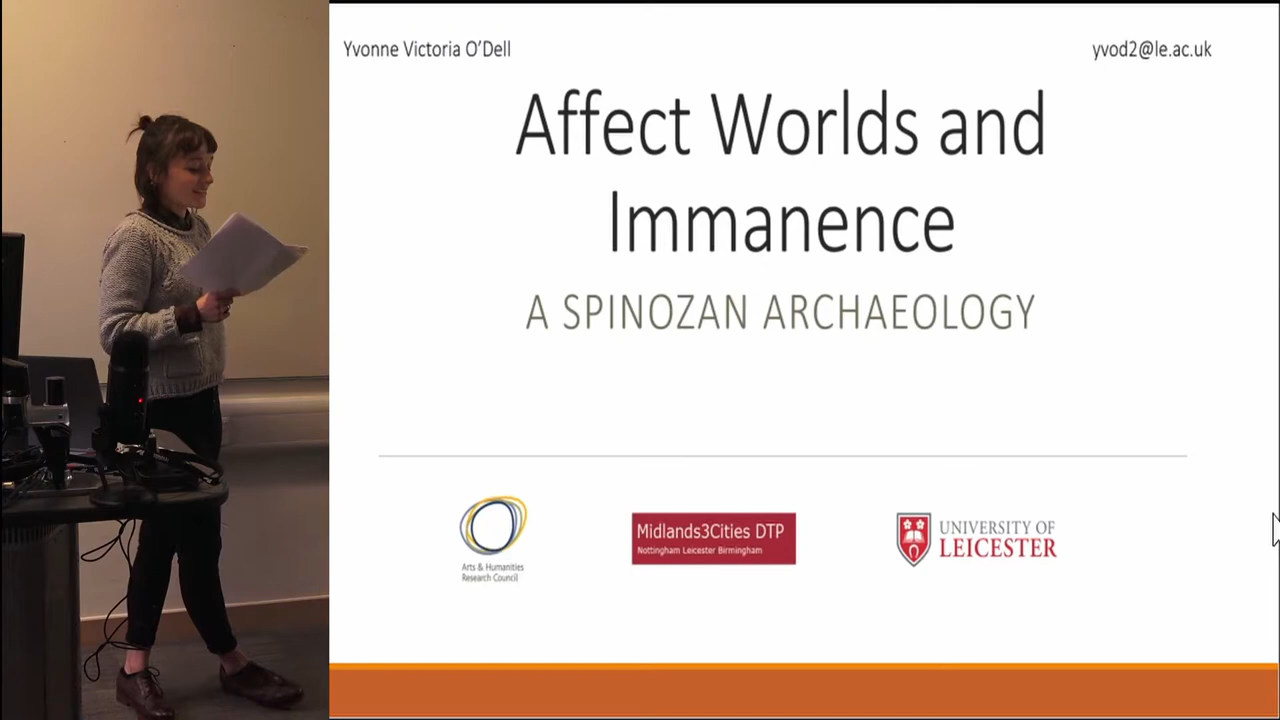 Yvonne Victoria O’Dell
yvod2@le.ac.uk
Affect Worlds and
Immanence
A SPINOZAN ARCHAEOLOGY
Arts & Humanities
Research Council
Midlands3Cities DTP
Nottingham Leicester Birmingham
UNIVERSITY OF
LEICESTER